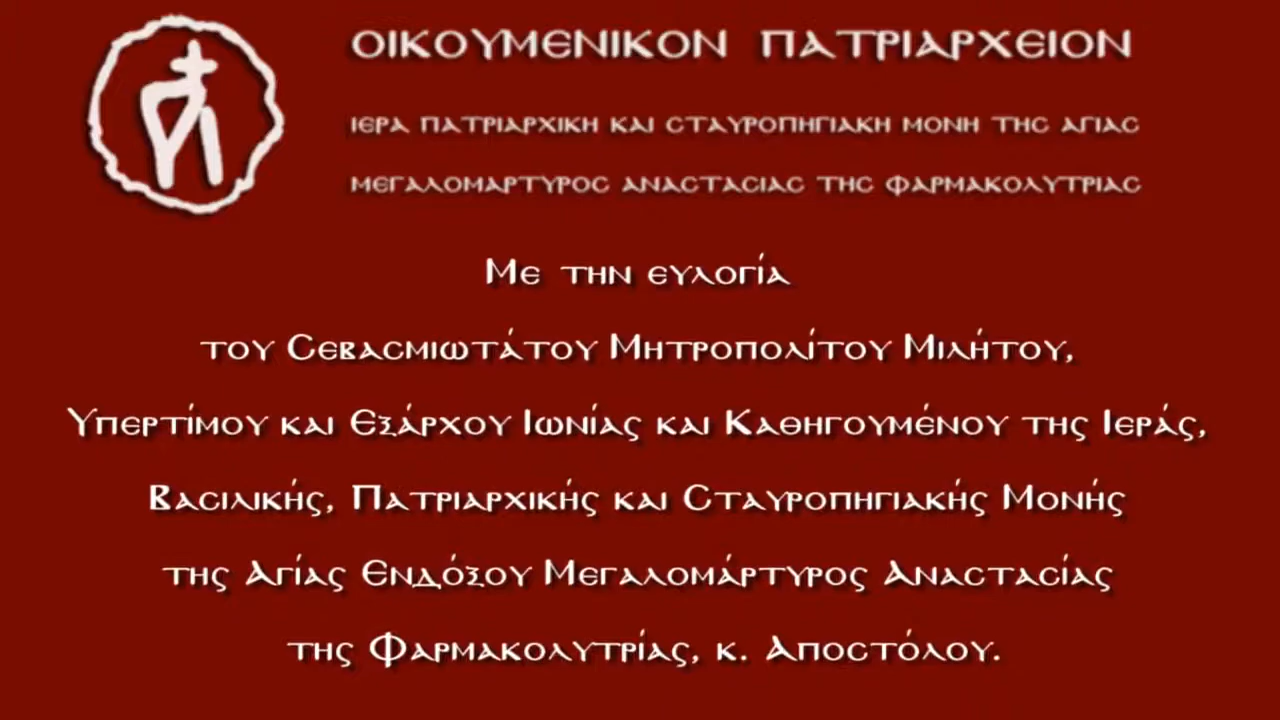 ΟΙΚΟΥΜΕΝΙΚΟΝ ΠΑΤΡΙΑΡΧΕΙΟΝ
ΙΕΡΑ ΠΑΤΡΙΑΡΧΙΚΗ ΚΑΙ ΣΤΑΥΡΟΠΗΓΙΑΚΗ ΜΟΝΗ ΤΗΣ ΑΓΙΑΣ
ΜΕΓΑΛΟΜΑΡΤΥΡΟΣ ΑΝΑΣΤΑΣΙΑΣ ΤΗΣ ΦΑΡΜΑΚΟΛΥΤΡΙΑΣ
Με την ευλογία
του Σεβασμιωτάτου Μητροπολίτου Μιλήτου,
Υπερτίμου και Εξάρχου Ιωνίας και Καθηγουμένου της Ιεράς,
Βασιλικής, Πατριαρχικής και Σταυροπηγιακής Μονής
της Αγίας Ενδόξου Μεγαλομάρτυρος Αναστασίας
της Φαρμακολυτρίας, κ. Αποστόλου.